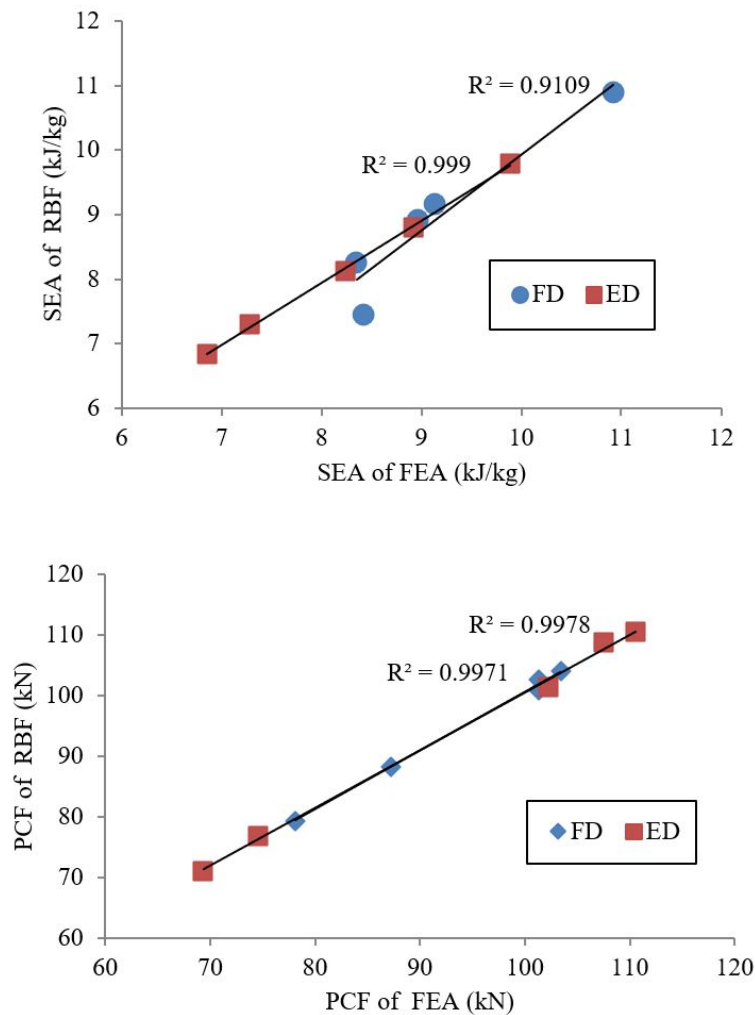 12
11
10
9
8
7
6
SEA of RBF (kJ/kg)
R² = 0.9109
R² = 0.999
FD ED
6 7 8 9 10 11 12
SEA of FEA (kJ/kg)
120
110
100
90
80
70
60
PCF of RBF (kN)
R² = 0.9978
R² = 0.9971
FD ED
60 70 80 90 100 110 120
PCF of FEA (kN)